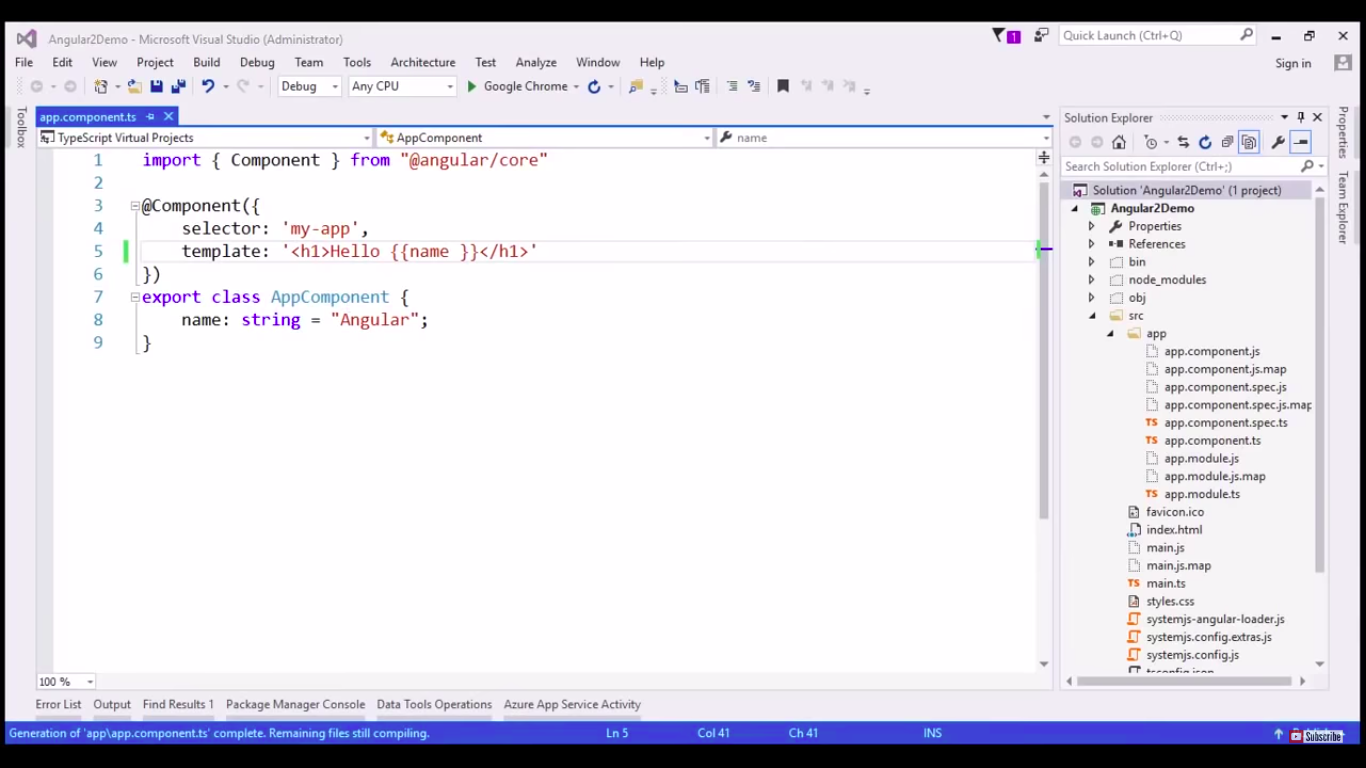 Angular2Demo - Microsoft Visual Studio (Administrator)
1
Quick Launch (Ctrl+Q)
File Edit View Project Build Debug Team Tools Architecture Test Analyze Window Help
Sign in
Debug Any CPU Google Chrome
Toolbox
app.component.ts
TypeScript Virtual Projects AppComponent name
1 import { Component } from "@angular/core"
2
3 @Component({
4 selector: 'my-app',
5 template: '<h1>Hello {{name }}</h1>'
6 })
7 export class AppComponent {
8 name: string = "Angular";
9 }
100 %
Solution Explorer
Search Solution Explorer (Ctrl+;)
Solution 'Angular2Demo' (1 project)
Angular2Demo
Properties
References
bin
node_modules
obj
src
app
app.component.js
app.component.js.map
app.component.spec.js
app.component.spec.js.map
TS app.component.spec.ts
TS app.component.ts
app.module.js
app.module.js.map
TS app.module.ts
favicon.ico
index.html
main.js
main.js.map
TS main.ts
styles.css
systemjs-angular-loader.js
systemjs.config.extras.js
systemjs.config.js
tsconfig.json
Properties
Team Explorer
Error List Output Find Results 1 Package Manager Console Data Tools Operations Azure App Service Activity
Generation of 'app\app.component.ts' complete. Remaining files still compiling. Ln 5 Col 41 Ch 41 INS
Subscribe